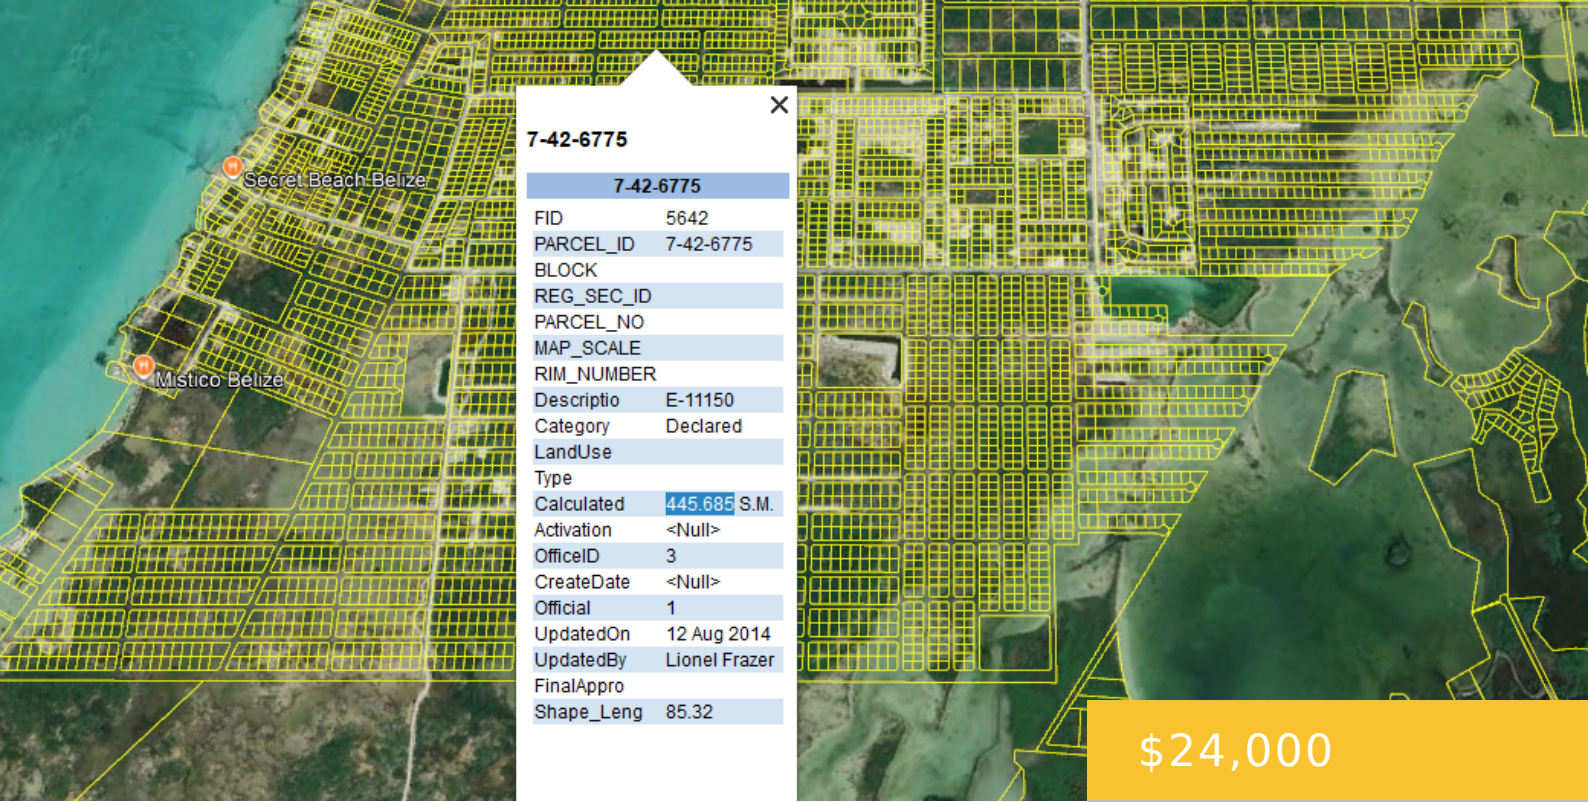 7-42-6775
7-42-6775
FID 5642
PARCEL_ID 7-42-6775
BLOCK
REG_SEC_ID
PARCEL_NO
MAP_SCALE
RIM_NUMBER
Descriptio E-11150
Category Declared
LandUse
Type
Calculated 445.685 S.M.
Activation <Null>
OfficeID 3
CreateDate <Null>
Official 1
UpdatedOn 12 Aug 2014
UpdatedBy Lionel Frazer
FinalAppro
Shape_Leng 85.32
Secret Beach Belize
Mistico Belize
$24,000